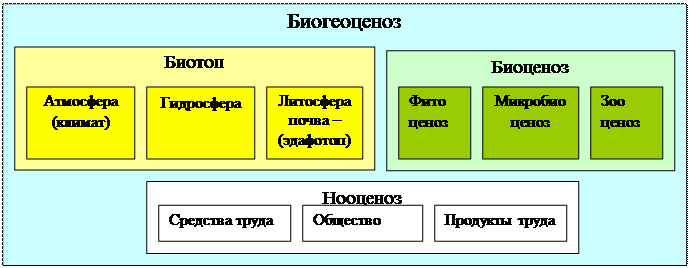 Биогеоценоз
Биотоп
Атмосфера
(климат)
Гидросфера
Литосфера
почва –
(эдафотоп)
Биоценоз
Фито
ценоз
Микробио
ценоз
Зоо
ценоз
Нооценоз
Средства труда
Общество
Продукты труда